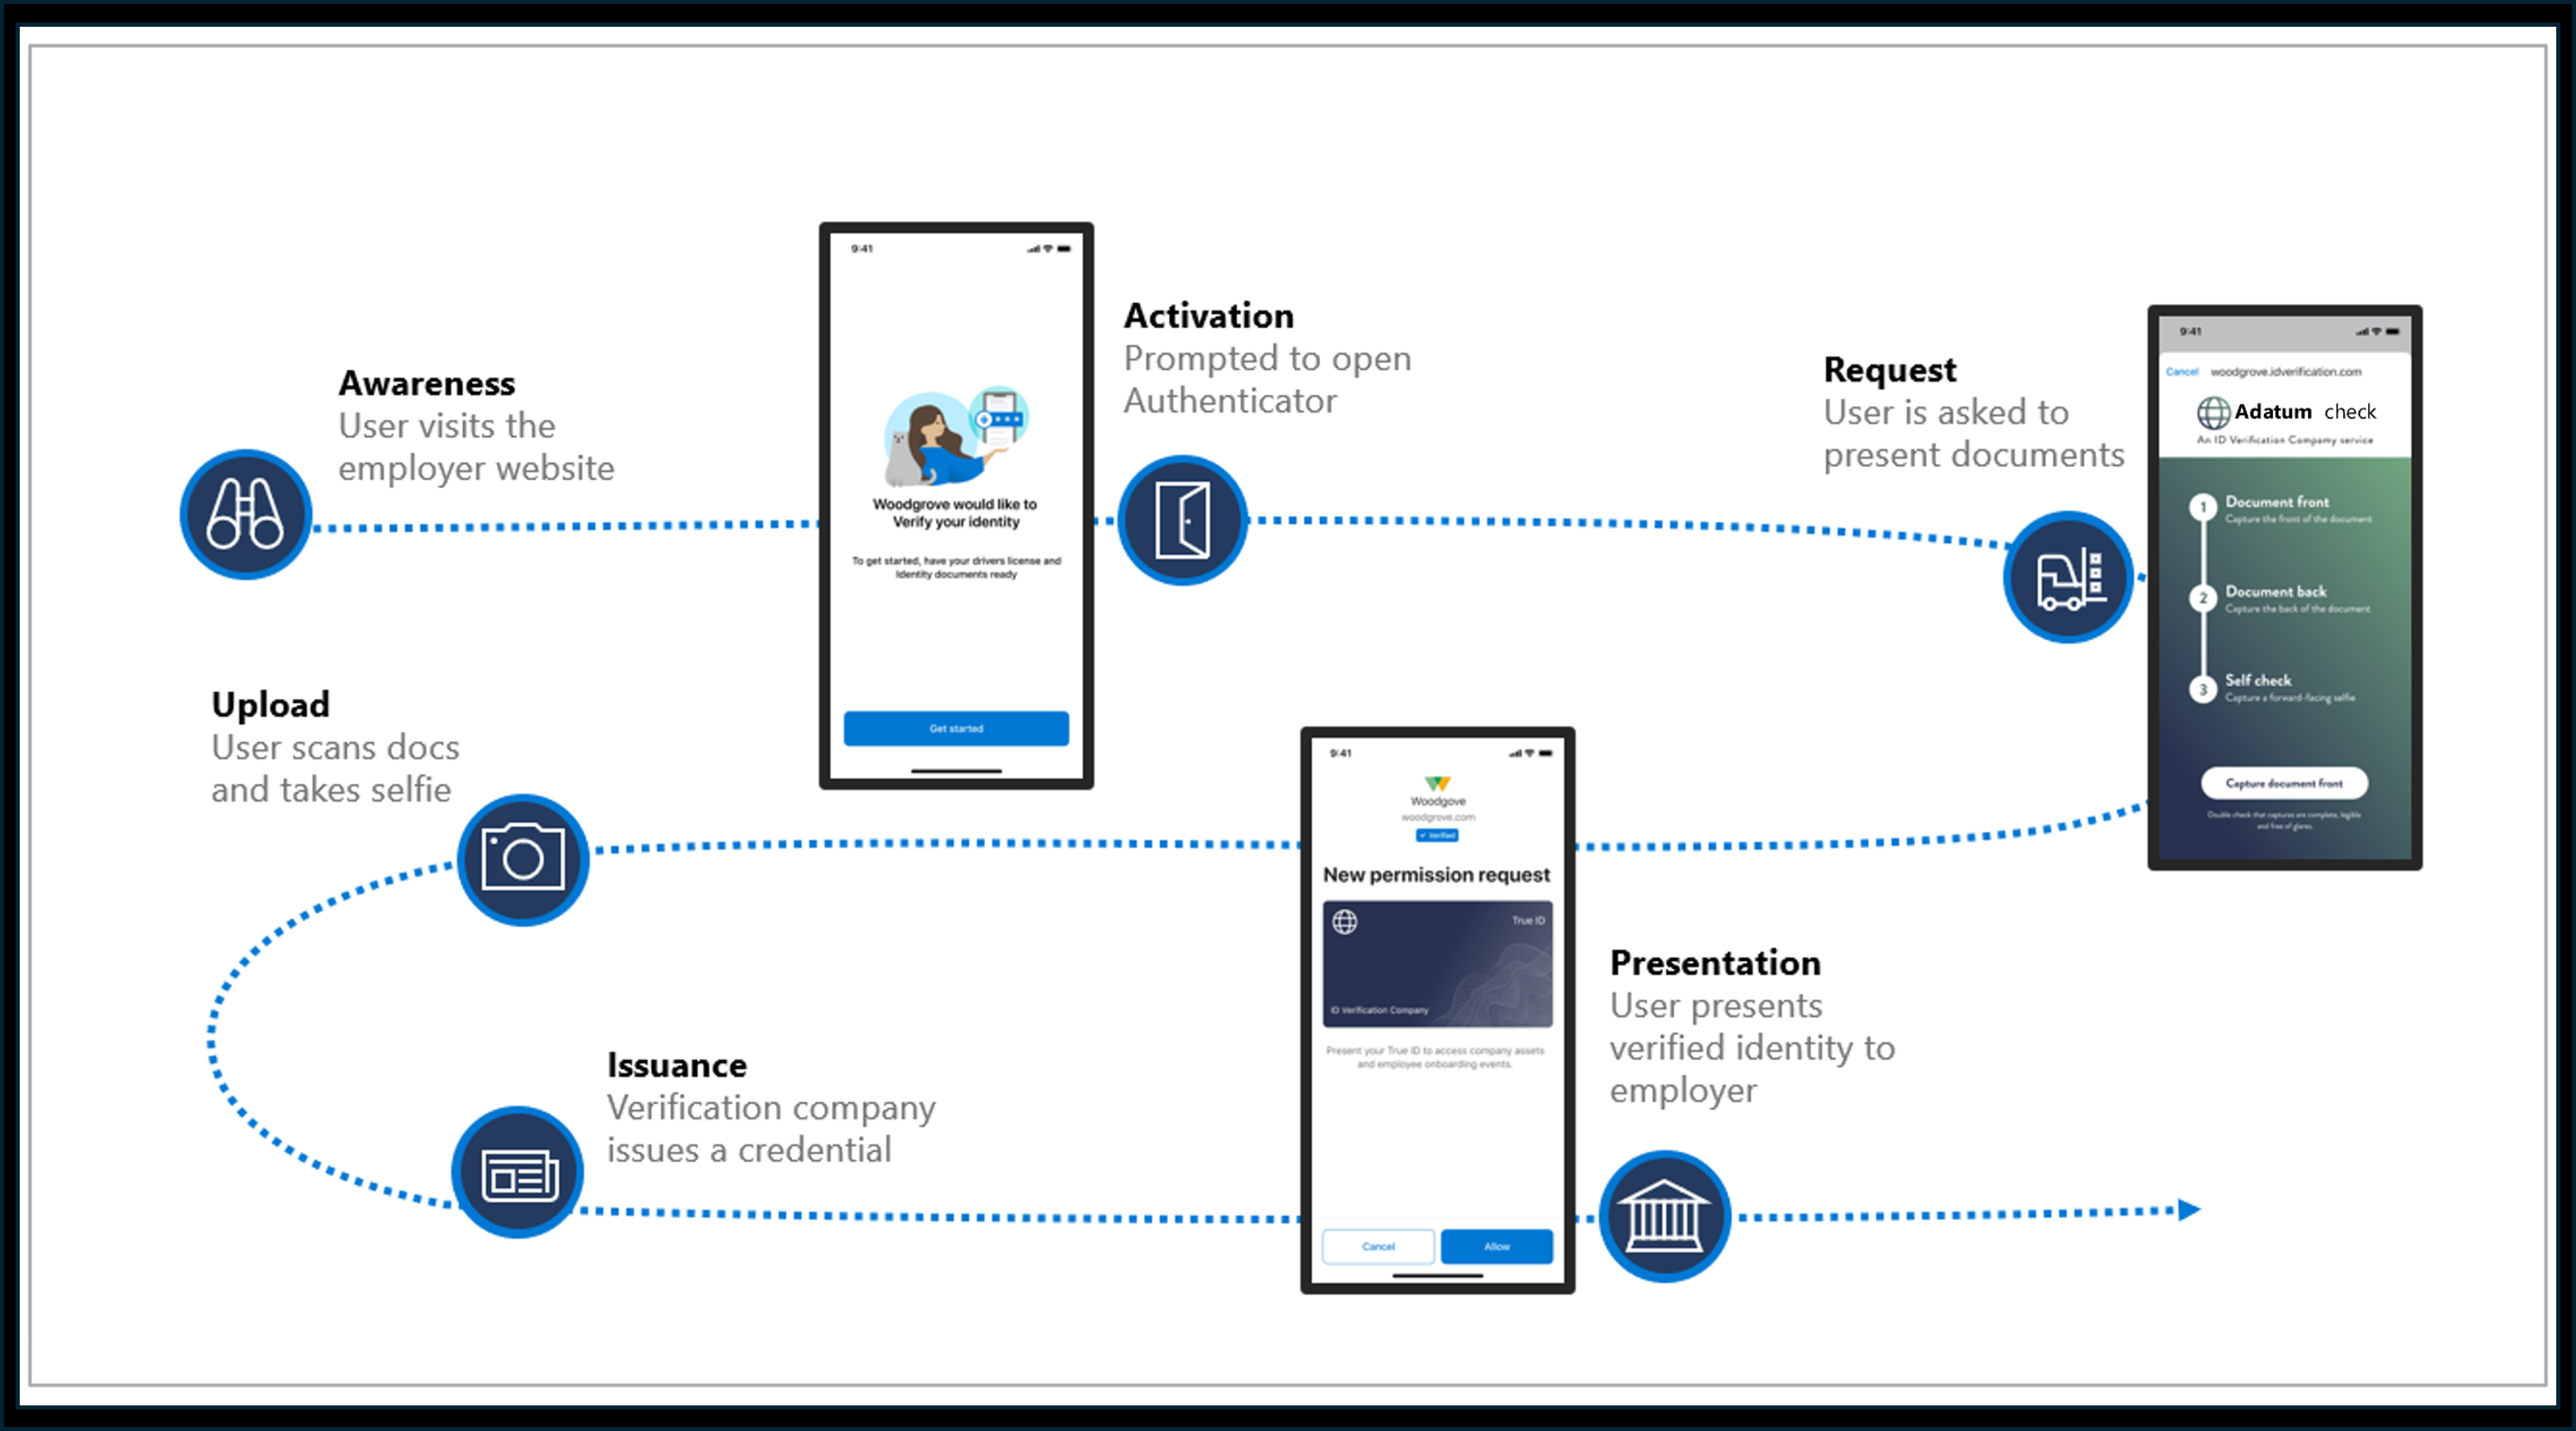 Awareness
User visits the
employer website
9:41
Woodgrove would like to
Verify your identity
To get started, have your drivers license and
Identity documents ready
Get started
Activation
Prompted to open
Authenticator
Request
User is asked to
present documents
9:41
Cancel woodgrove.idverification.com
Adatum check
An ID Verification Compamy service
1 Document front
Capture the front of the document
2 Document back
Capture the back of the document
3 Self check
Capture a forward-facing selfie
Capture document front
Double check that captures are complete, legible
and free of glares.
Upload
User scans docs
and takes selfie
Issuance
Verification company
issues a credential
9:41
Woodgove
woodgrove.com
Verified
New permission request
True ID
ID Verification Company
Present your True ID to access company assets
and employee onboarding events.
Cancel Allow
Presentation
User presents
verified identity to
employer